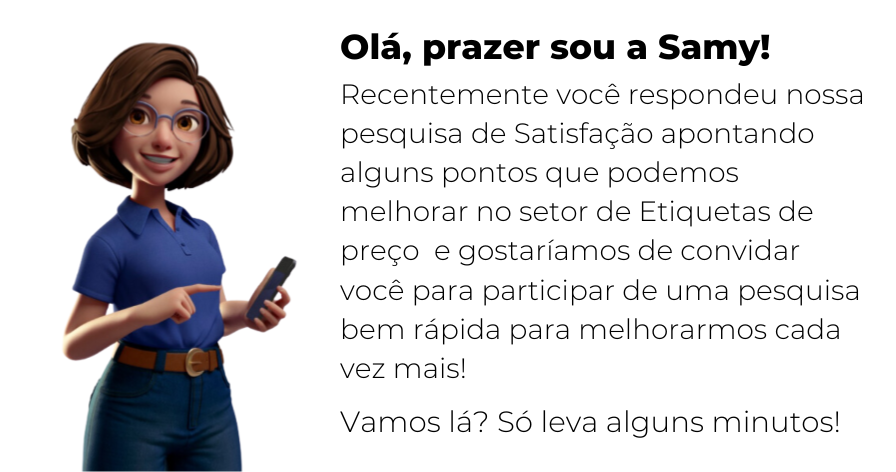 Olá, prazer sou a Samy!
Recentemente você respondeu nossa
pesquisa de Satisfação apontando
alguns pontos que podemos
melhorar no setor de Etiquetas de
preço e gostaríamos de convidar
você para participar de uma pesquisa
bem rápida para melhorarmos cada
vez mais!
Vamos lá? Só leva alguns minutos!